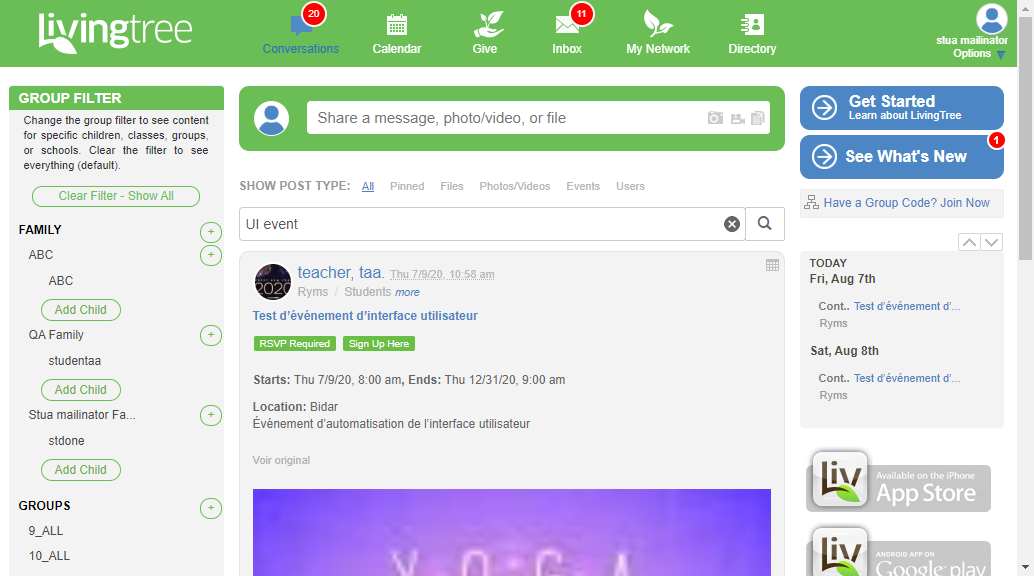 livingtree
20
Conversations
Calendar
Give
11
Inbox
My Network
Directory
stua mailinator
Options
GROUP FILTER
Change the group filter to see content
for specific children, classes, groups,
or schools. Clear the filter to see
everything (default).
Clear Filter - Show All
FAMILY
+
ABC
+
ABC
Add Child
QA Family
+
studentaa
Add Child
Stua mailinator Fa...
+
stdone
Add Child
GROUPS
+
9_ALL
10_ALL
Share a message, photo/video, or file
SHOW POST TYPE: All Pinned Files Photos/Videos Events Users
UI event
teacher, taa. Thu 7/9/20, 10:58 am
Ryms / Students more
2020
Test d'événement d'interface utilisateur
RSVP Required Sign Up Here
Starts: Thu 7/9/20, 8:00 am, Ends: Thu 12/31/20, 9:00 am
Location: Bidar
Événement d'automatisation de l'interface utilisateur
Voir original
YOGA
Get Started
Learn about LivingTree
1
See What's New
Have a Group Code? Join Now
TODAY
Fri, Aug 7th
Cont.. Test d'événement d'...
Ryms
Sat, Aug 8th
Cont.. Test d'événement d'...
Ryms
Liv
Available on the iPhone
App Store
Liv
ANDROID APP ON
Google play